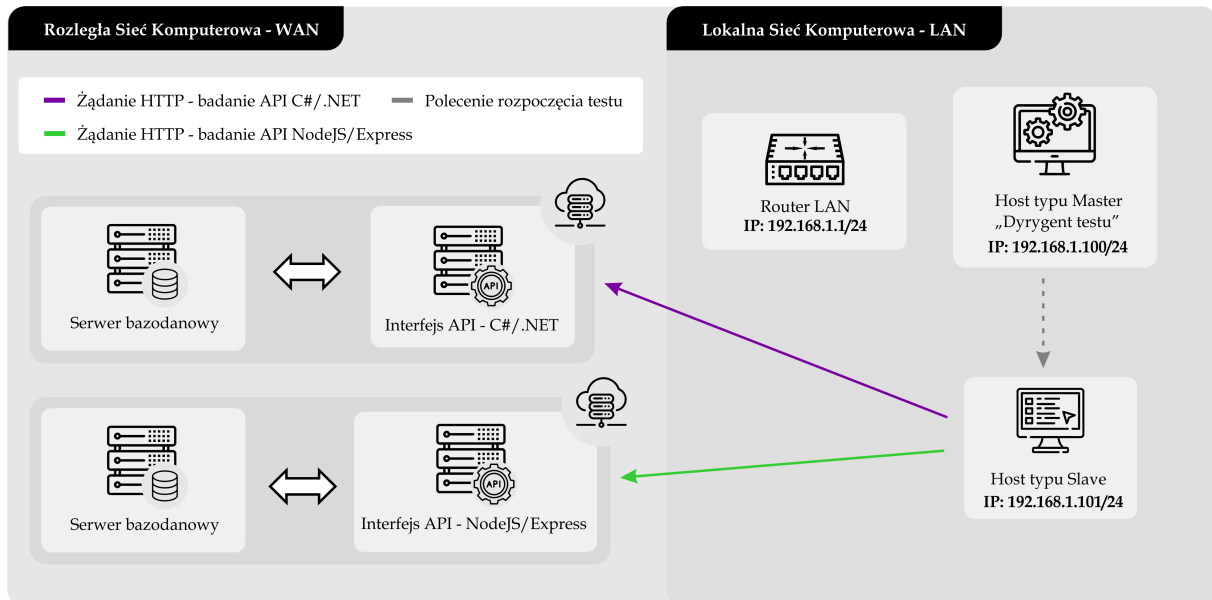 Rozległa Sieć Komputerowa - WAN
Żądanie HTTP - badanie API C#/.NET
Polecenie rozpoczęcia testu
Żądanie HTTP - badanie API NodeJS/Express
Serwer bazodanowy
API
Interfejs API - C#/.NET
Serwer bazodanowy
API
Interfejs API - NodeJS/Express
Lokalna Sieć Komputerowa - LAN
Router LAN
IP: 192.168.1.1/24
Host typu Master
„Dyrygent testu”
IP: 192.168.1.100/24
Host typu Slave
IP: 192.168.1.101/24